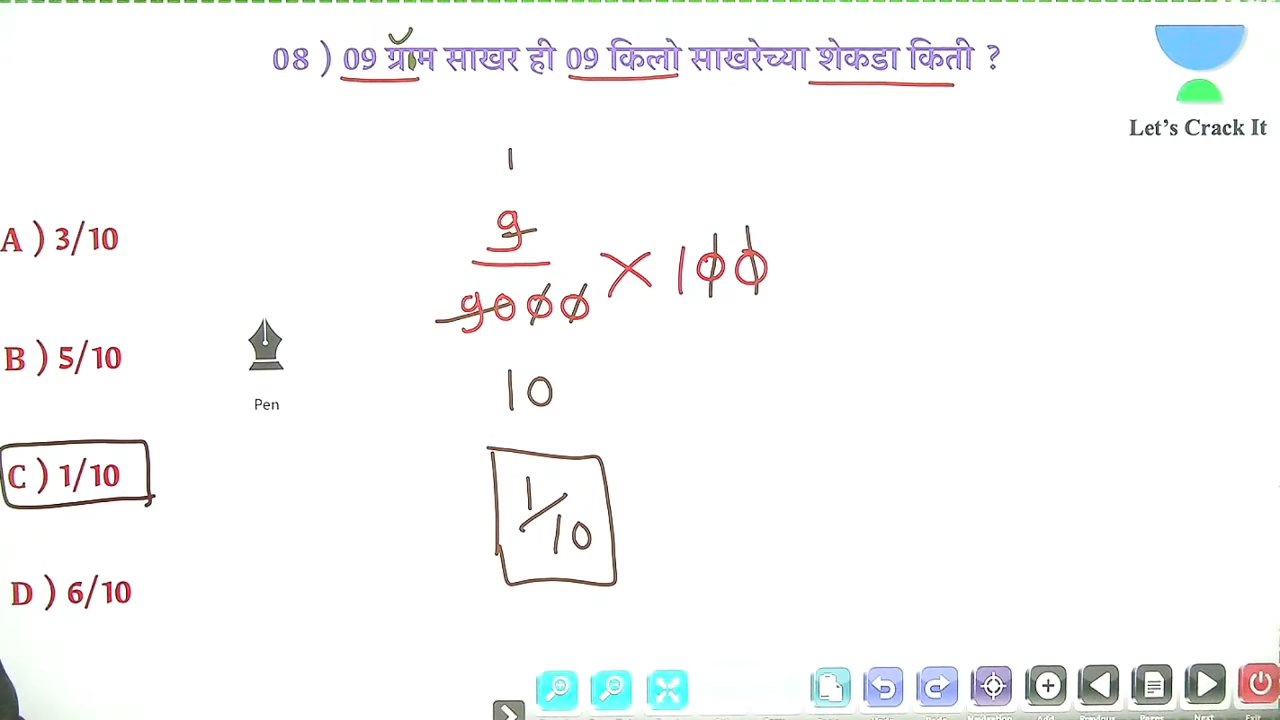 08 ) 09 ग्रॅाम साखर ही 09 किलो साखरेच्या शेकडा किती ?
Let's Crack It
A ) 3/10
B ) 5/10
C ) 1/10
D ) 6/10
1
9
9000 × 100
10
1/10
Pen
Exit